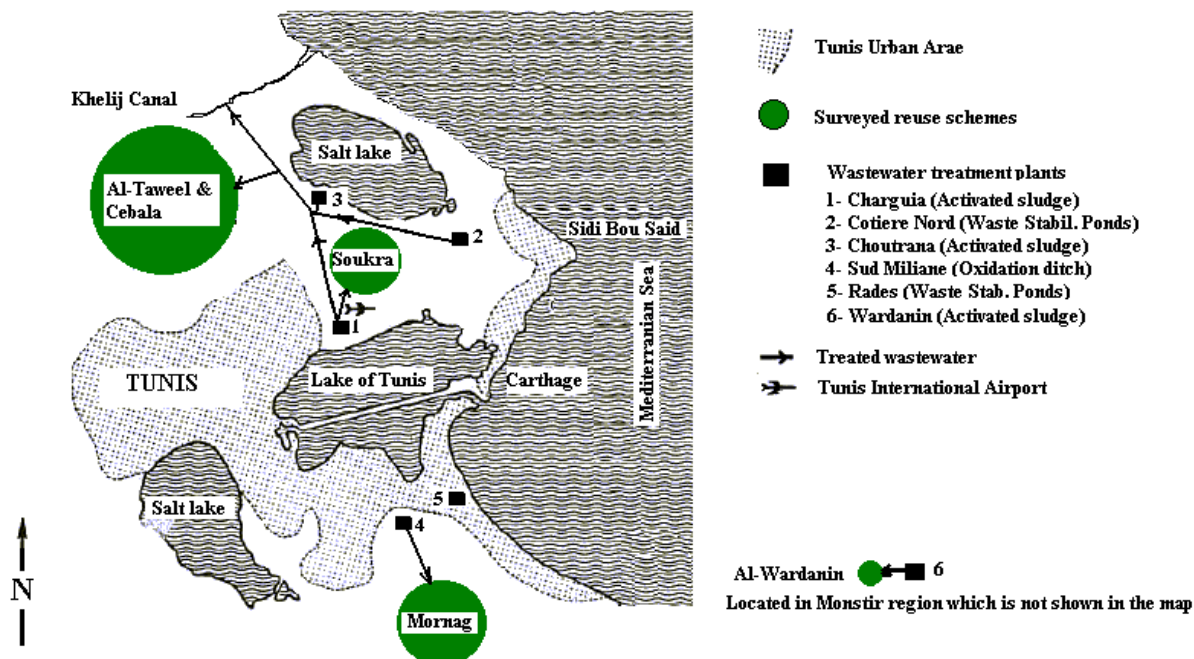 Khelij Canal
Salt lake
Al-Taweel &
Cebala
3
2
Soukra
Sidi Bou Said
1
TUNIS
Lake of Tunis
Carthage
Mediterranian Sea
Salt lake
5
4
Mornag
N
Tunis Urban Arae
Surveyed reuse schemes
Wastewater treatment plants
1- Charguia (Activated sludge)
2- Cotiere Nord (Waste Stabil. Ponds)
3- Choutrana (Activated sludge)
4- Sud Miliane (Oxidation ditch)
5- Rades (Waste Stab. Ponds)
6- Wardanin (Activated sludge)
Treated wastewater
Tunis International Airport
Al-Wardanin
6
Located in Monstir region which is not shown in the map